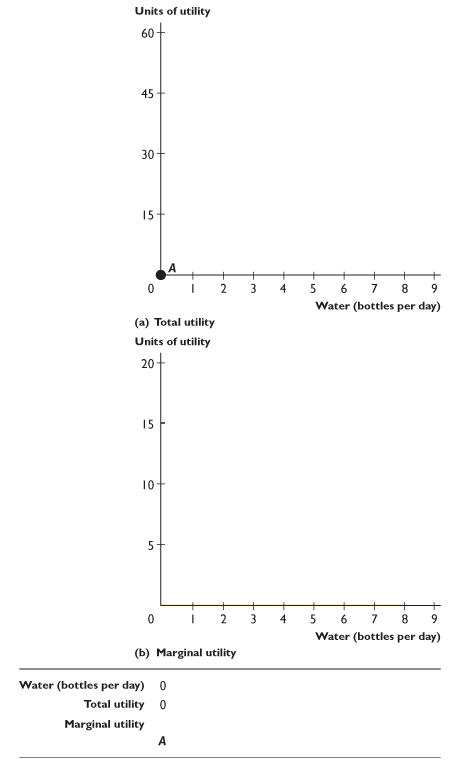 Units of utility
60
45
30
15
A
0 1 2 3 4 5 6 7 8 9
Water (bottles per day)
(a) Total utility
Units of utility
20
15
10
5
0 1 2 3 4 5 6 7 8 9
Water (bottles per day)
(b) Marginal utility
Water (bottles per day) 0
Total utility 0
Marginal utility
A